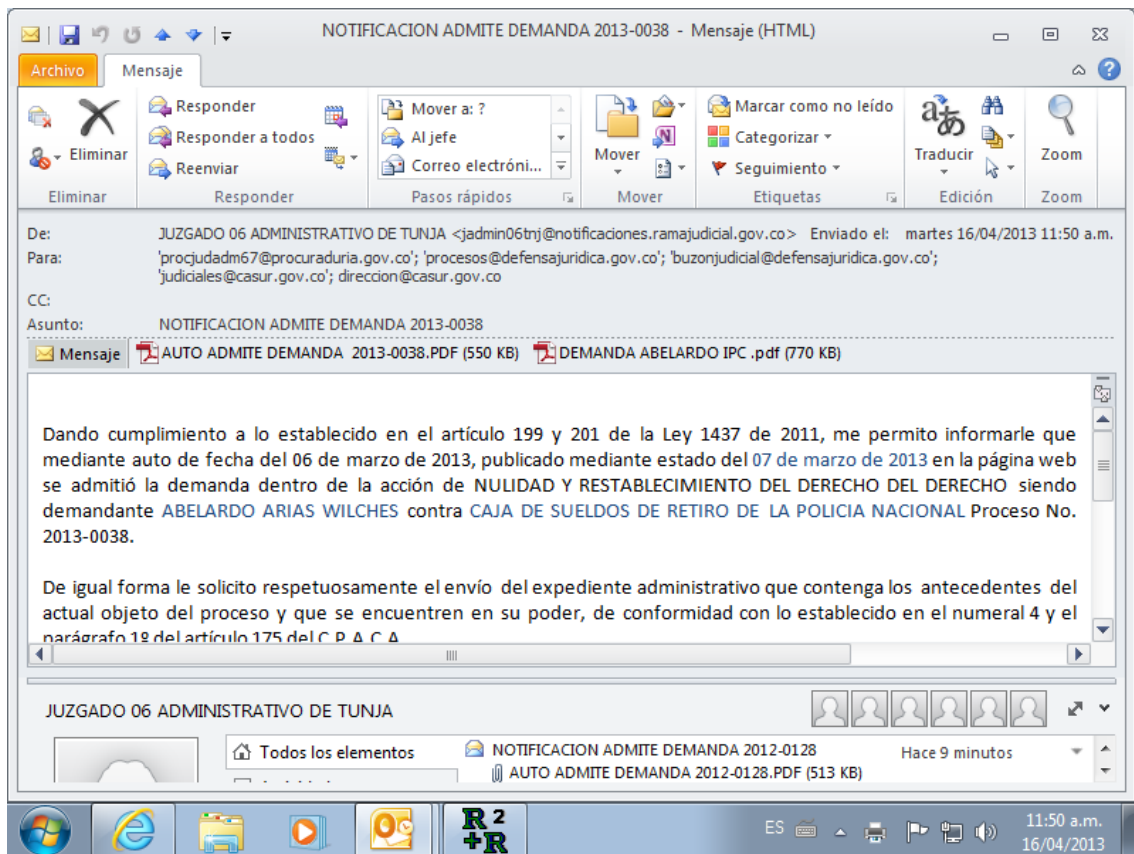 NOTIFICACION ADMITE DEMANDA 2013-0038 - Mensaje (HTML)
Archivo Mensaje
Eliminar
Responder
Responder a todos
Reenviar
Mover a: ?
Al jefe
Correo electróni...
Mover
Marcar como no leído
Categorizar
Seguimiento
Traducir
Zoom
Eliminar Responder Pasos rápidos Mover Etiquetas Edición Zoom
De: JUZGADO 06 ADMINISTRATIVO DE TUNJA <jadmin06tnj@notificaciones.ramajudicial.gov.co> Enviado el: martes 16/04/2013 11:50 a.m.
Para: 'procjudadm67@procuraduria.gov.co'; 'procesos@defensajuridica.gov.co'; 'buzonjudicial@defensajuridica.gov.co';
'judiciales@casur.gov.co'; direccion@casur.gov.co
CC:
Asunto: NOTIFICACION ADMITE DEMANDA 2013-0038
Mensaje AUTO ADMITE DEMANDA 2013-0038.PDF (550 KB) DEMANDA ABELARDO IPC .pdf (770 KB)
Dando cumplimiento a lo establecido en el artículo 199 y 201 de la Ley 1437 de 2011, me permito informarle que
mediante auto de fecha del 06 de marzo de 2013, publicado mediante estado del 07 de marzo de 2013 en la página web
se admitió la demanda dentro de la acción de NULIDAD Y RESTABLECIMIENTO DEL DERECHO DEL DERECHO siendo
demandante ABELARDO ARIAS WILCHES contra CAJA DE SUELDOS DE RETIRO DE LA POLICIA NACIONAL Proceso No.
2013-0038.
De igual forma le solicito respetuosamente el envío del expediente administrativo que contenga los antecedentes del
actual objeto del proceso y que se encuentren en su poder, de conformidad con lo establecido en el numeral 4 y el
parágrafo 1º del artículo 175 del C.P.A.C.A
JUZGADO 06 ADMINISTRATIVO DE TUNJA
Todos los elementos
NOTIFICACION ADMITE DEMANDA 2012-0128 Hace 9 minutos
AUTO ADMITE DEMANDA 2012-0128.PDF (513 KB)
R 2
+R
ES
11:50 a.m.
16/04/2013